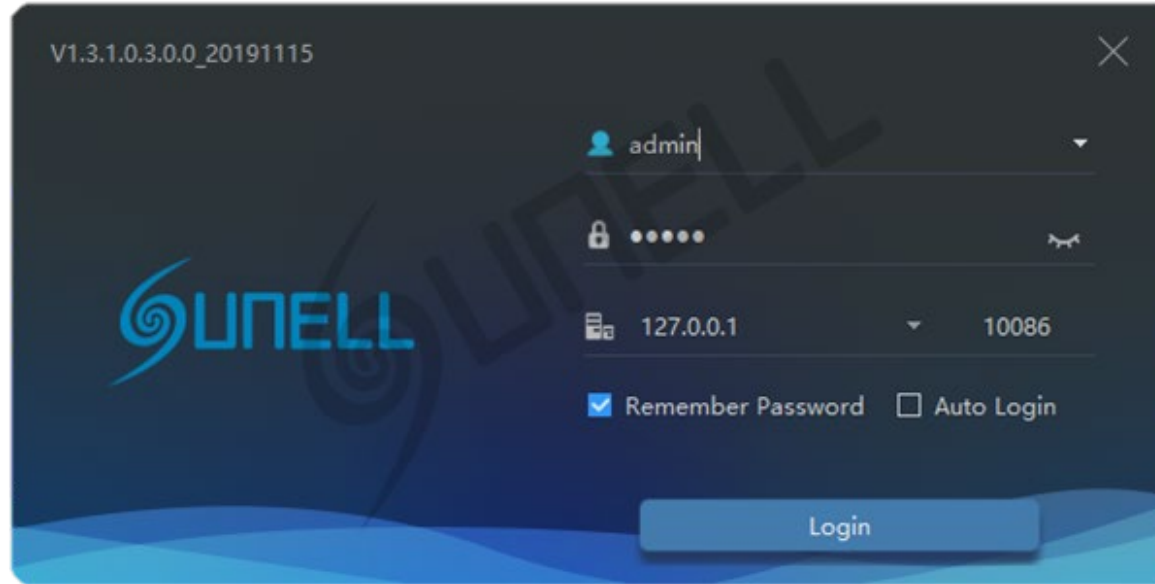 V1.3.1.0.3.0.0_20191115
admin
•••••
SUNELL
127.0.0.1 10086
Remember Password Auto Login
Login
SUNELL